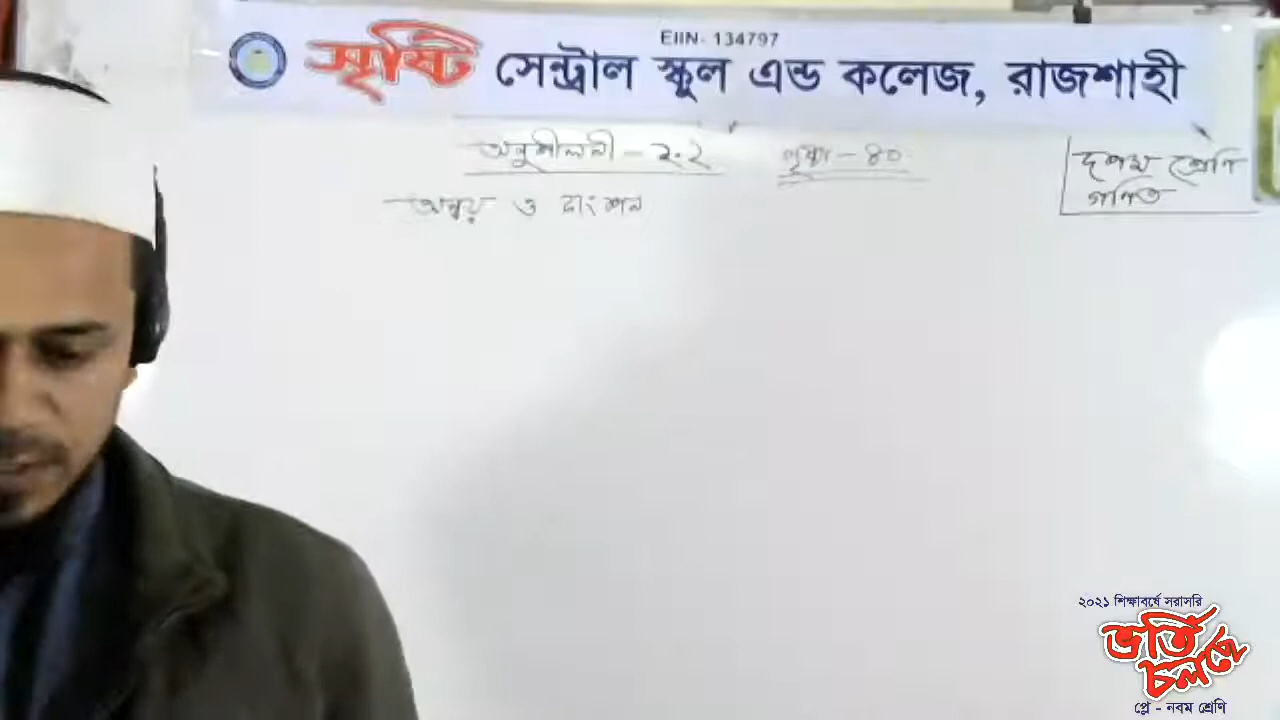 EIIN- 134797
সৃষ্টি সেন্ট্রাল স্কুল এন্ড কলেজ, রাজশাহী
অনুশীলনী - ২.২ পৃষ্ঠা - ৪০
দশম শ্রেণি
গণিত
অন্বয় ও ফাংশন
২০২১ শিক্ষাবর্ষে সরাসরি
ভর্তি
চলছে
প্লে - নবম শ্রেণি